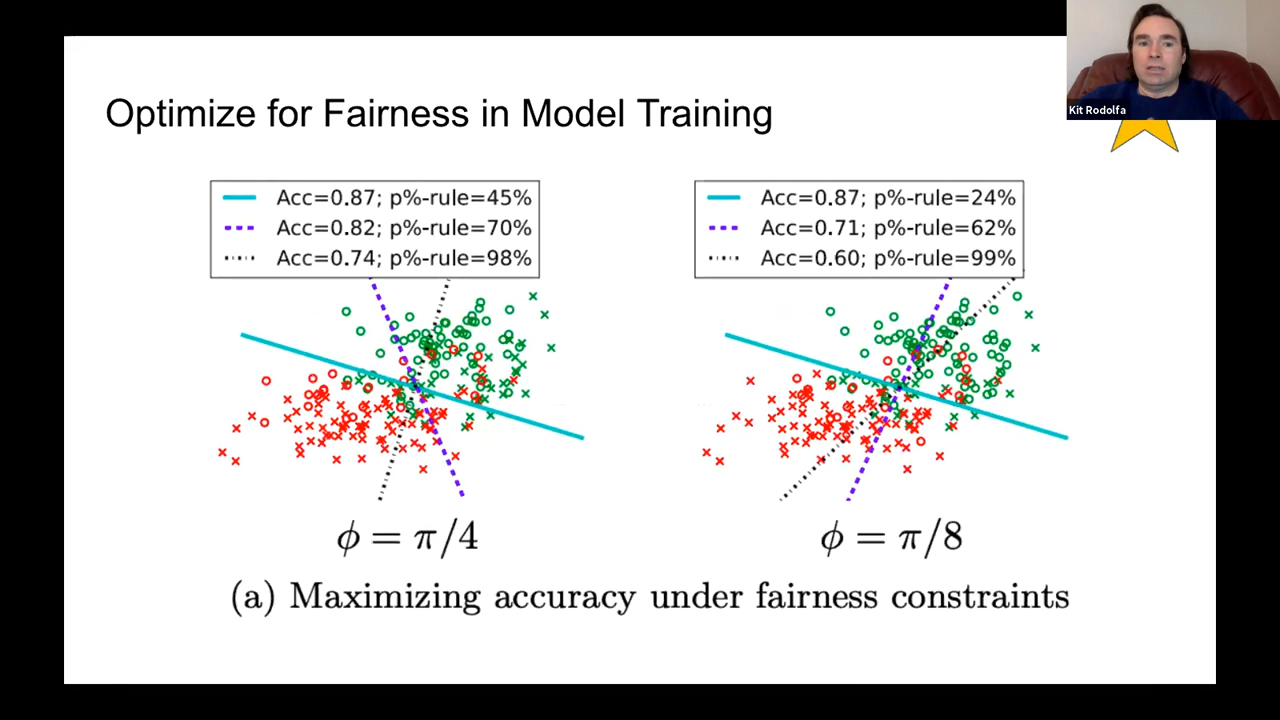 Kit Rodolfa
Optimize for Fairness in Model Training
Acc=0.87; p%-rule=45%
Acc=0.82; p%-rule=70%
Acc=0.74; p%-rule=98%
Acc=0.87; p%-rule=24%
Acc=0.71; p%-rule=62%
Acc=0.60; p%-rule=99%
ϕ = π/4
ϕ = π/8
(a) Maximizing accuracy under fairness constraints